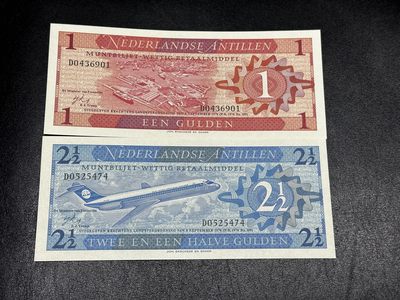 1 NEDERLANDSE ANTILLEN 1
MUNTBILJET-WETTIG BETAALMIDDEL
D0436901
1
D0436901
1 EEN GULDEN 1
2½ NEDERLANDSE ANTILLEN 2½
MUNTBILJET-WETTIG BETAALMIDDEL
D0525474
2½
D0525474
2½ TWEE EN EEN HALVE GULDEN 2½